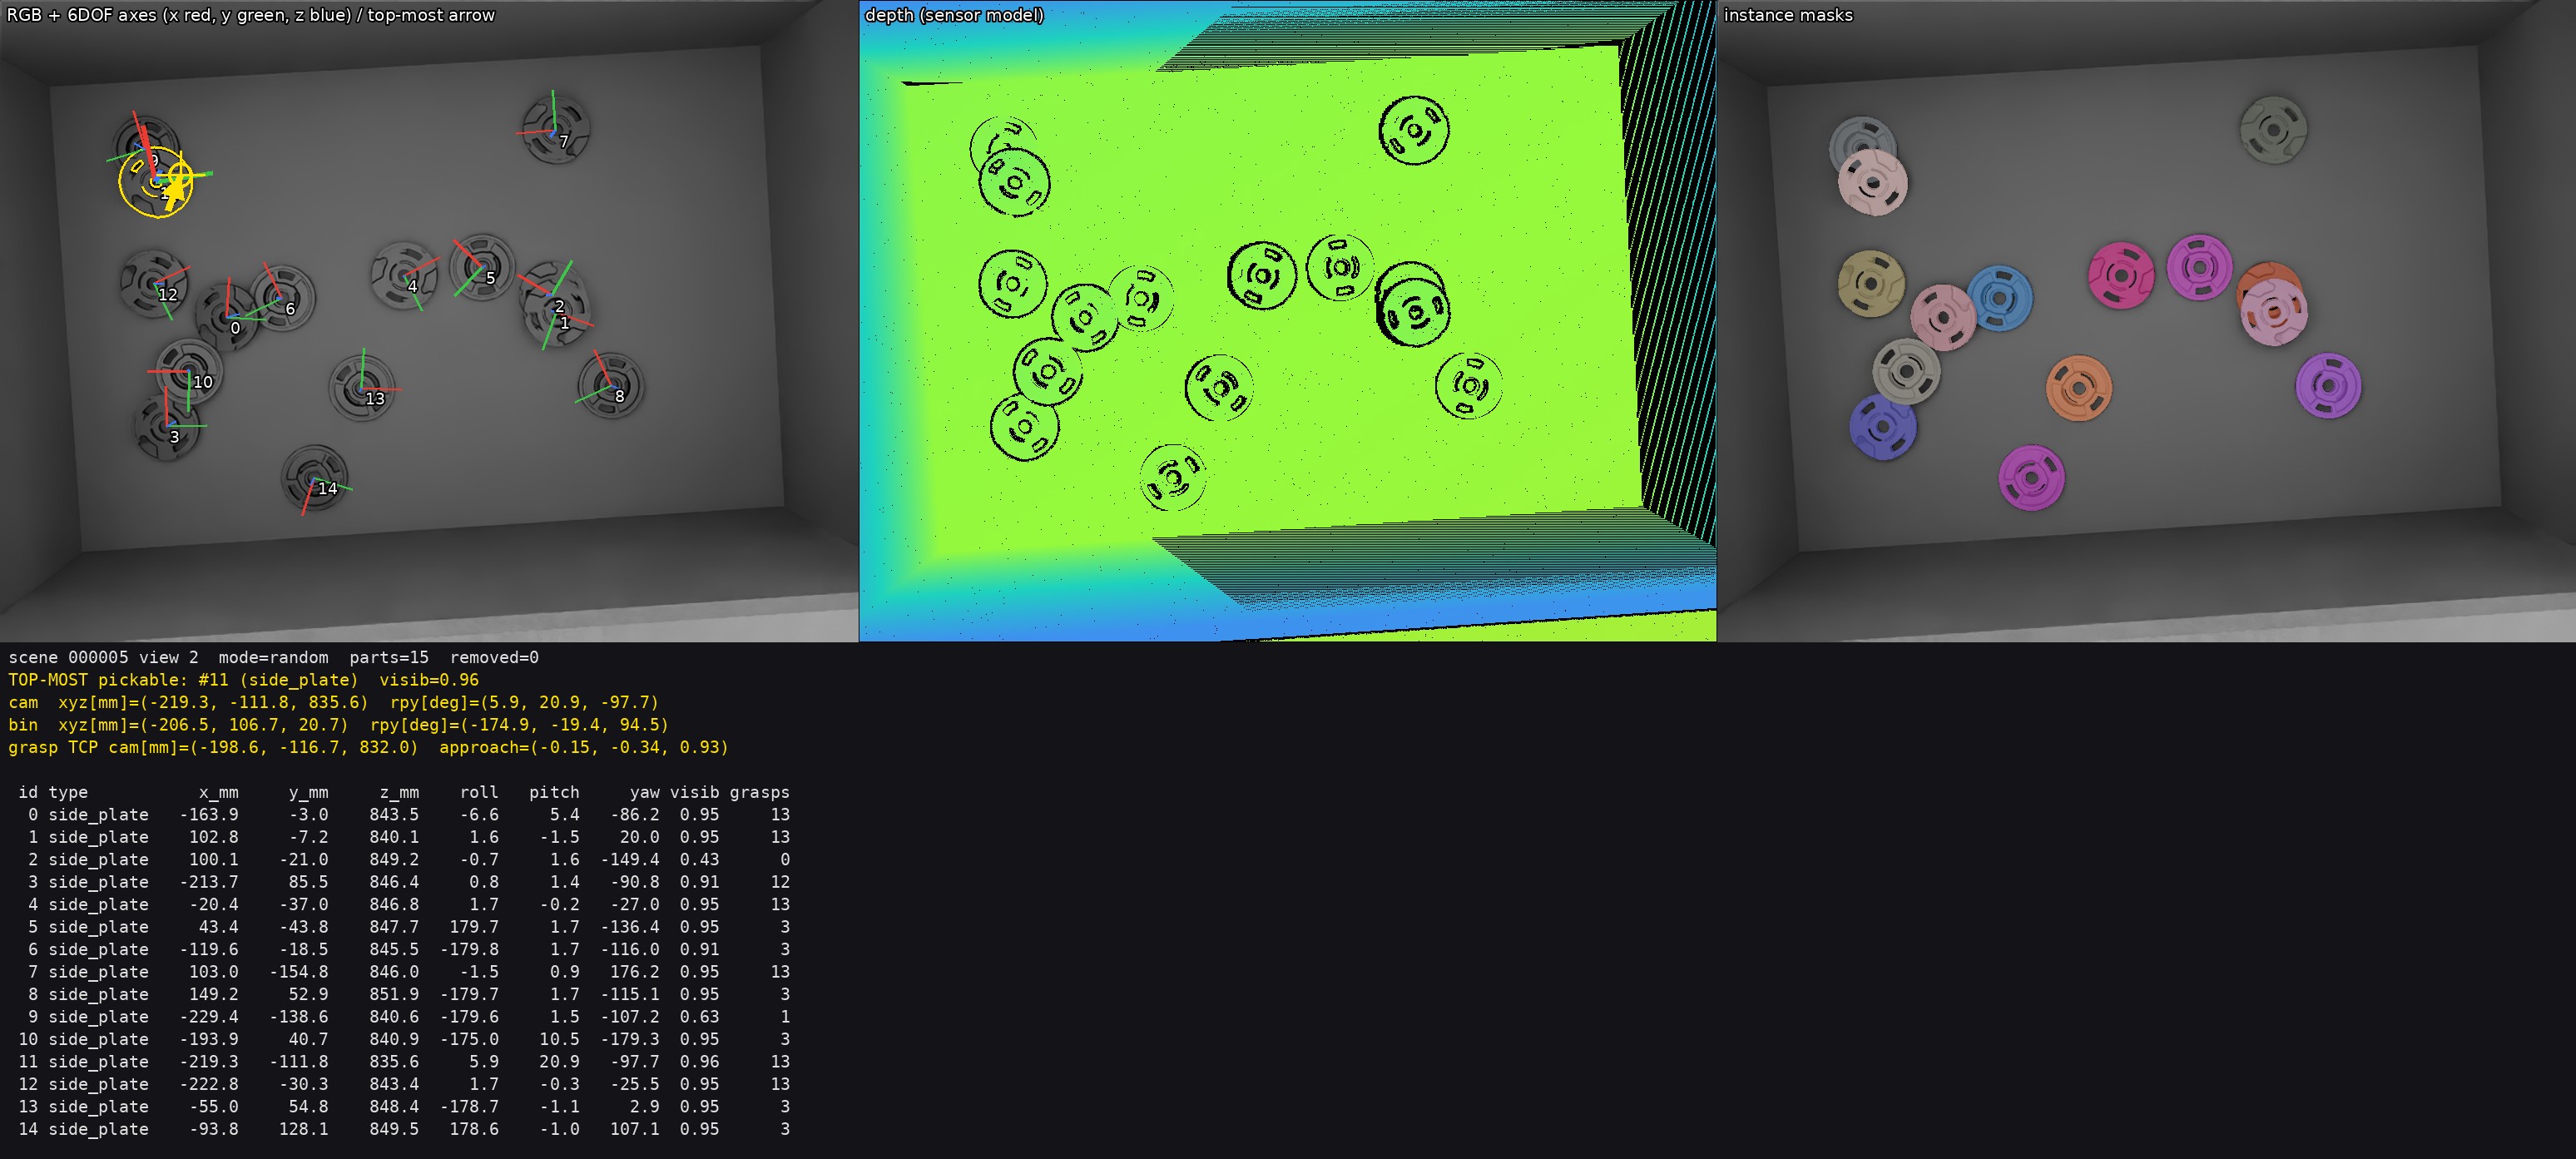 RGB + 6DOF axes (x red, y green, z blue) / top-most arrow
depth (sensor model)
instance masks
9
7
12
0
6
4
5
2
1
10
3
13
8
14
scene 000005 view 2  mode=random  parts=15  removed=0
TOP-MOST pickable: #11 (side_plate)  visib=0.96
cam  xyz[mm]=(-219.3, -111.8, 835.6)  rpy[deg]=(5.9, 20.9, -97.7)
bin  xyz[mm]=(-206.5, 106.7, 20.7)  rpy[deg]=(-174.9, -19.4, 94.5)
grasp TCP cam[mm]=(-198.6, -116.7, 832.0)  approach=(-0.15, -0.34, 0.93)
id type x_mm y_mm z_mm roll pitch yaw visib grasps
0 side_plate -163.9 -3.0 843.5 -6.6 5.4 -86.2 0.95 13
1 side_plate 102.8 -7.2 840.1 1.6 -1.5 20.0 0.95 13
2 side_plate 100.1 -21.0 849.2 -0.7 1.6 -149.4 0.43 0
3 side_plate -213.7 85.5 846.4 0.8 1.4 -90.8 0.91 12
4 side_plate -20.4 -37.0 846.8 1.7 -0.2 -27.0 0.95 13
5 side_plate 43.4 -43.8 847.7 179.7 1.7 -136.4 0.95 3
6 side_plate -119.6 -18.5 845.5 -179.8 1.7 -116.0 0.91 3
7 side_plate 103.0 -154.8 846.0 -1.5 0.9 176.2 0.95 13
8 side_plate 149.2 52.9 851.9 -179.7 1.7 -115.1 0.95 3
9 side_plate -229.4 -138.6 840.6 -179.6 1.5 -107.2 0.63 1
10 side_plate -193.9 40.7 840.9 -175.0 10.5 -179.3 0.95 3
11 side_plate -219.3 -111.8 835.6 5.9 20.9 -97.7 0.96 13
12 side_plate -222.8 -30.3 843.4 1.7 -0.3 -25.5 0.95 13
13 side_plate -55.0 54.8 848.4 -178.7 -1.1 2.9 0.95 3
14 side_plate -93.8 128.1 849.5 178.6 -1.0 107.1 0.95 3